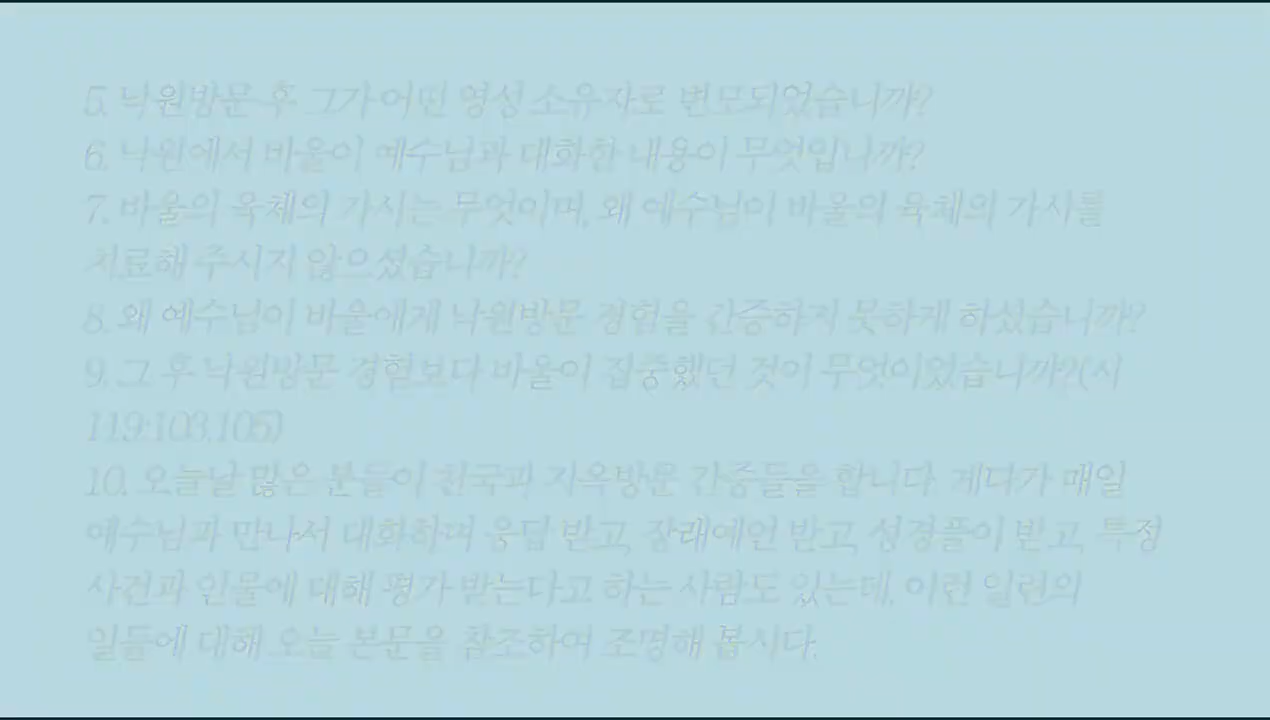 5. 낙원방문 후 그가 어떤 영성 소유자로 변모되었습니까?
6. 낙원에서 바울이 예수님과 대화한 내용이 무엇입니까?
7. 바울의 육체의 가시는 무엇이며, 왜 예수님이 바울의 육체의 가시를
치료해 주시지 않으셨습니까?
8. 왜 예수님이 바울에게 낙원방문 경험을 간증하지 못하게 하셨습니까?
9. 그 후 낙원방문 경험보다 바울이 집중했던 것이 무엇이었습니까?(시
119:103,105)
10. 오늘날 많은 분들이 천국과 지옥방문 간증들을 합니다. 게다가 매일
예수님과 만나서 대화하며 응답 받고, 장래예언 받고, 성경풀이 받고, 특정
사건과 인물에 대해 평가 받는다고 하는 사람도 있는데, 이런 일련의
일들에 대해 오늘 본문을 참조하여 조명해 봅시다.